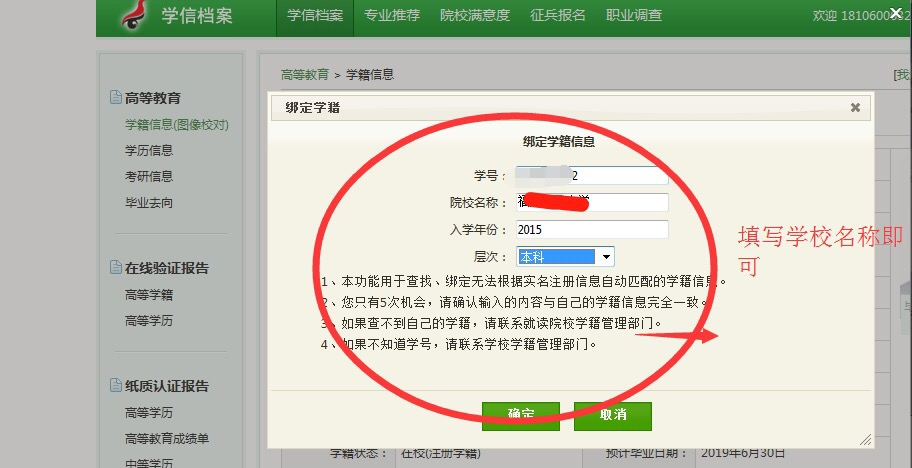 学信档案
学信档案 专业推荐 院校满意度 征兵报名 职业调查
欢迎 18106000
高等教育 > 学籍信息
[我
高等教育
学籍信息(图像校对)
学历信息
考研信息
毕业去向
在线验证报告
高等学籍
高等学历
纸质认证报告
高等学历
高等教育成绩单
中等学历
绑定学籍
绑定学籍信息
学号： 2
院校名称：
入学年份： 2015
层次： 本科
1、本功能用于查找、绑定无法根据实名注册信息自动匹配的学籍信息。
2、您只有5次机会，请确认输入的内容与自己的学籍信息完全一致。
3、如果查不到自己的学籍，请联系就读院校学籍管理部门。
4、如果不知道学号，请联系学校学籍管理部门。
确定 取消
填写学校名称即
可
学籍状态： 在校(注册学籍) 预计毕业日期： 2019年6月30日